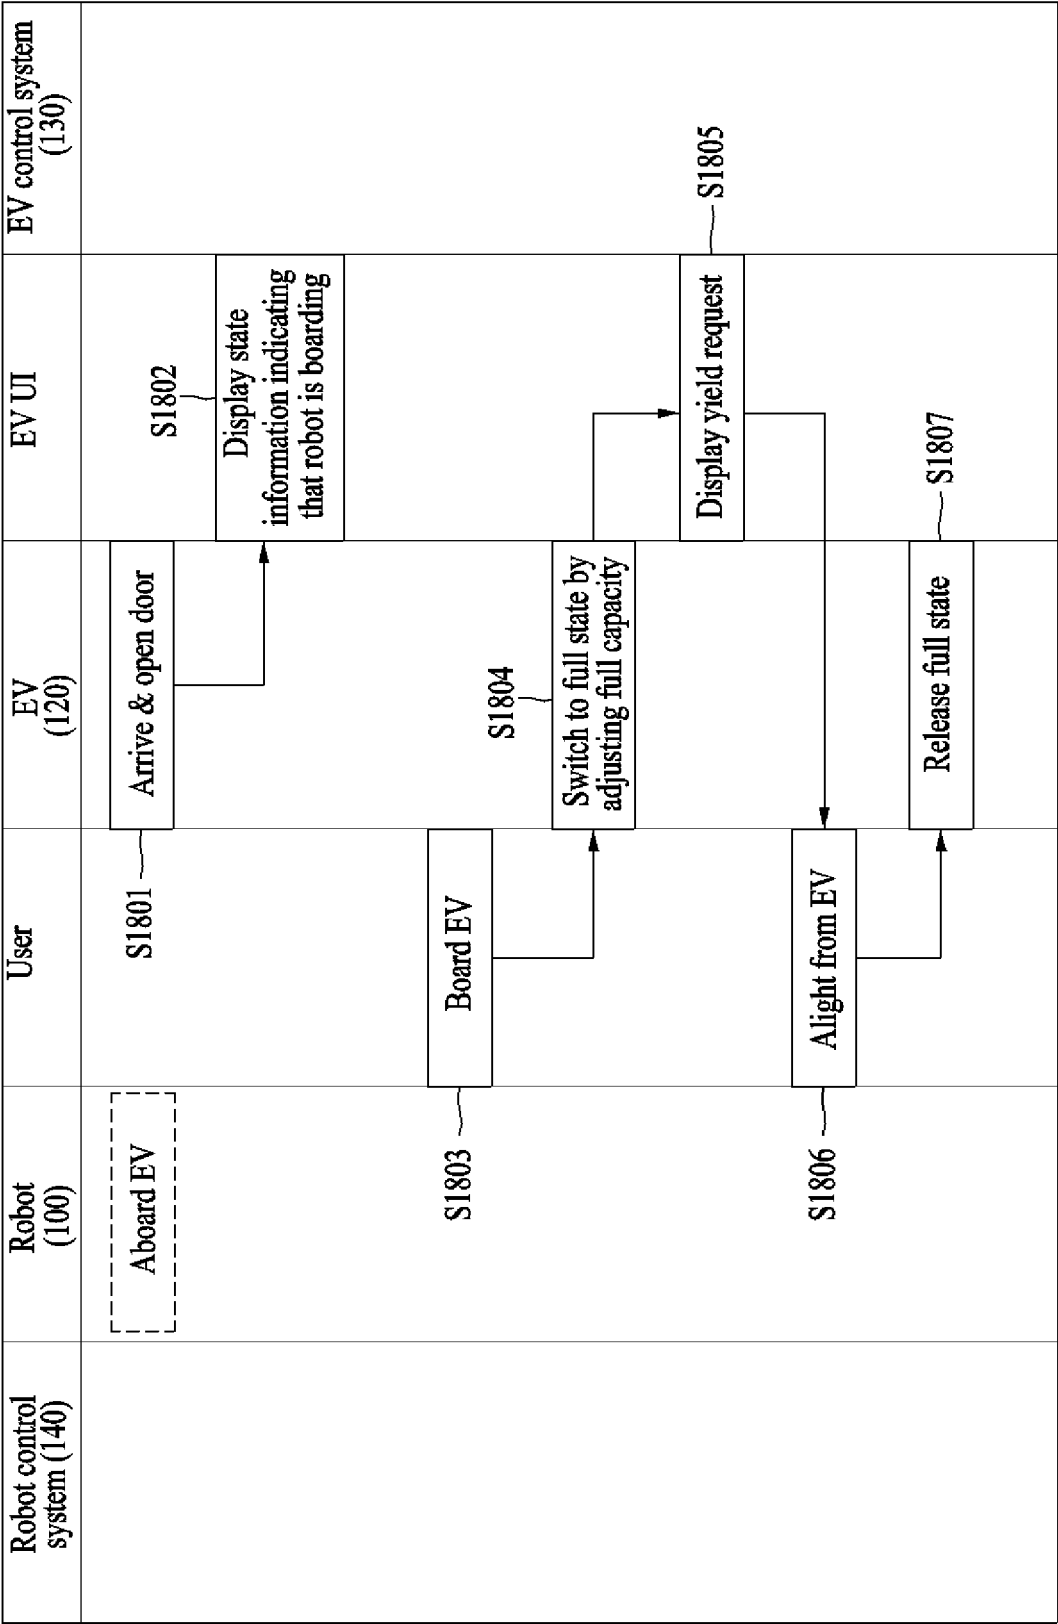 Robot control
system (140)
Robot
(100)
User
EV
(120)
EV UI
EV control system
(130)
Aboard EV
S1801
Arrive & open door
S1802
Display state
information indicating
that robot is boarding
S1803
Board EV
S1804
Switch to full state by
adjusting full capacity
Display yield request
S1805
S1806
Alight from EV
Release full state
S1807